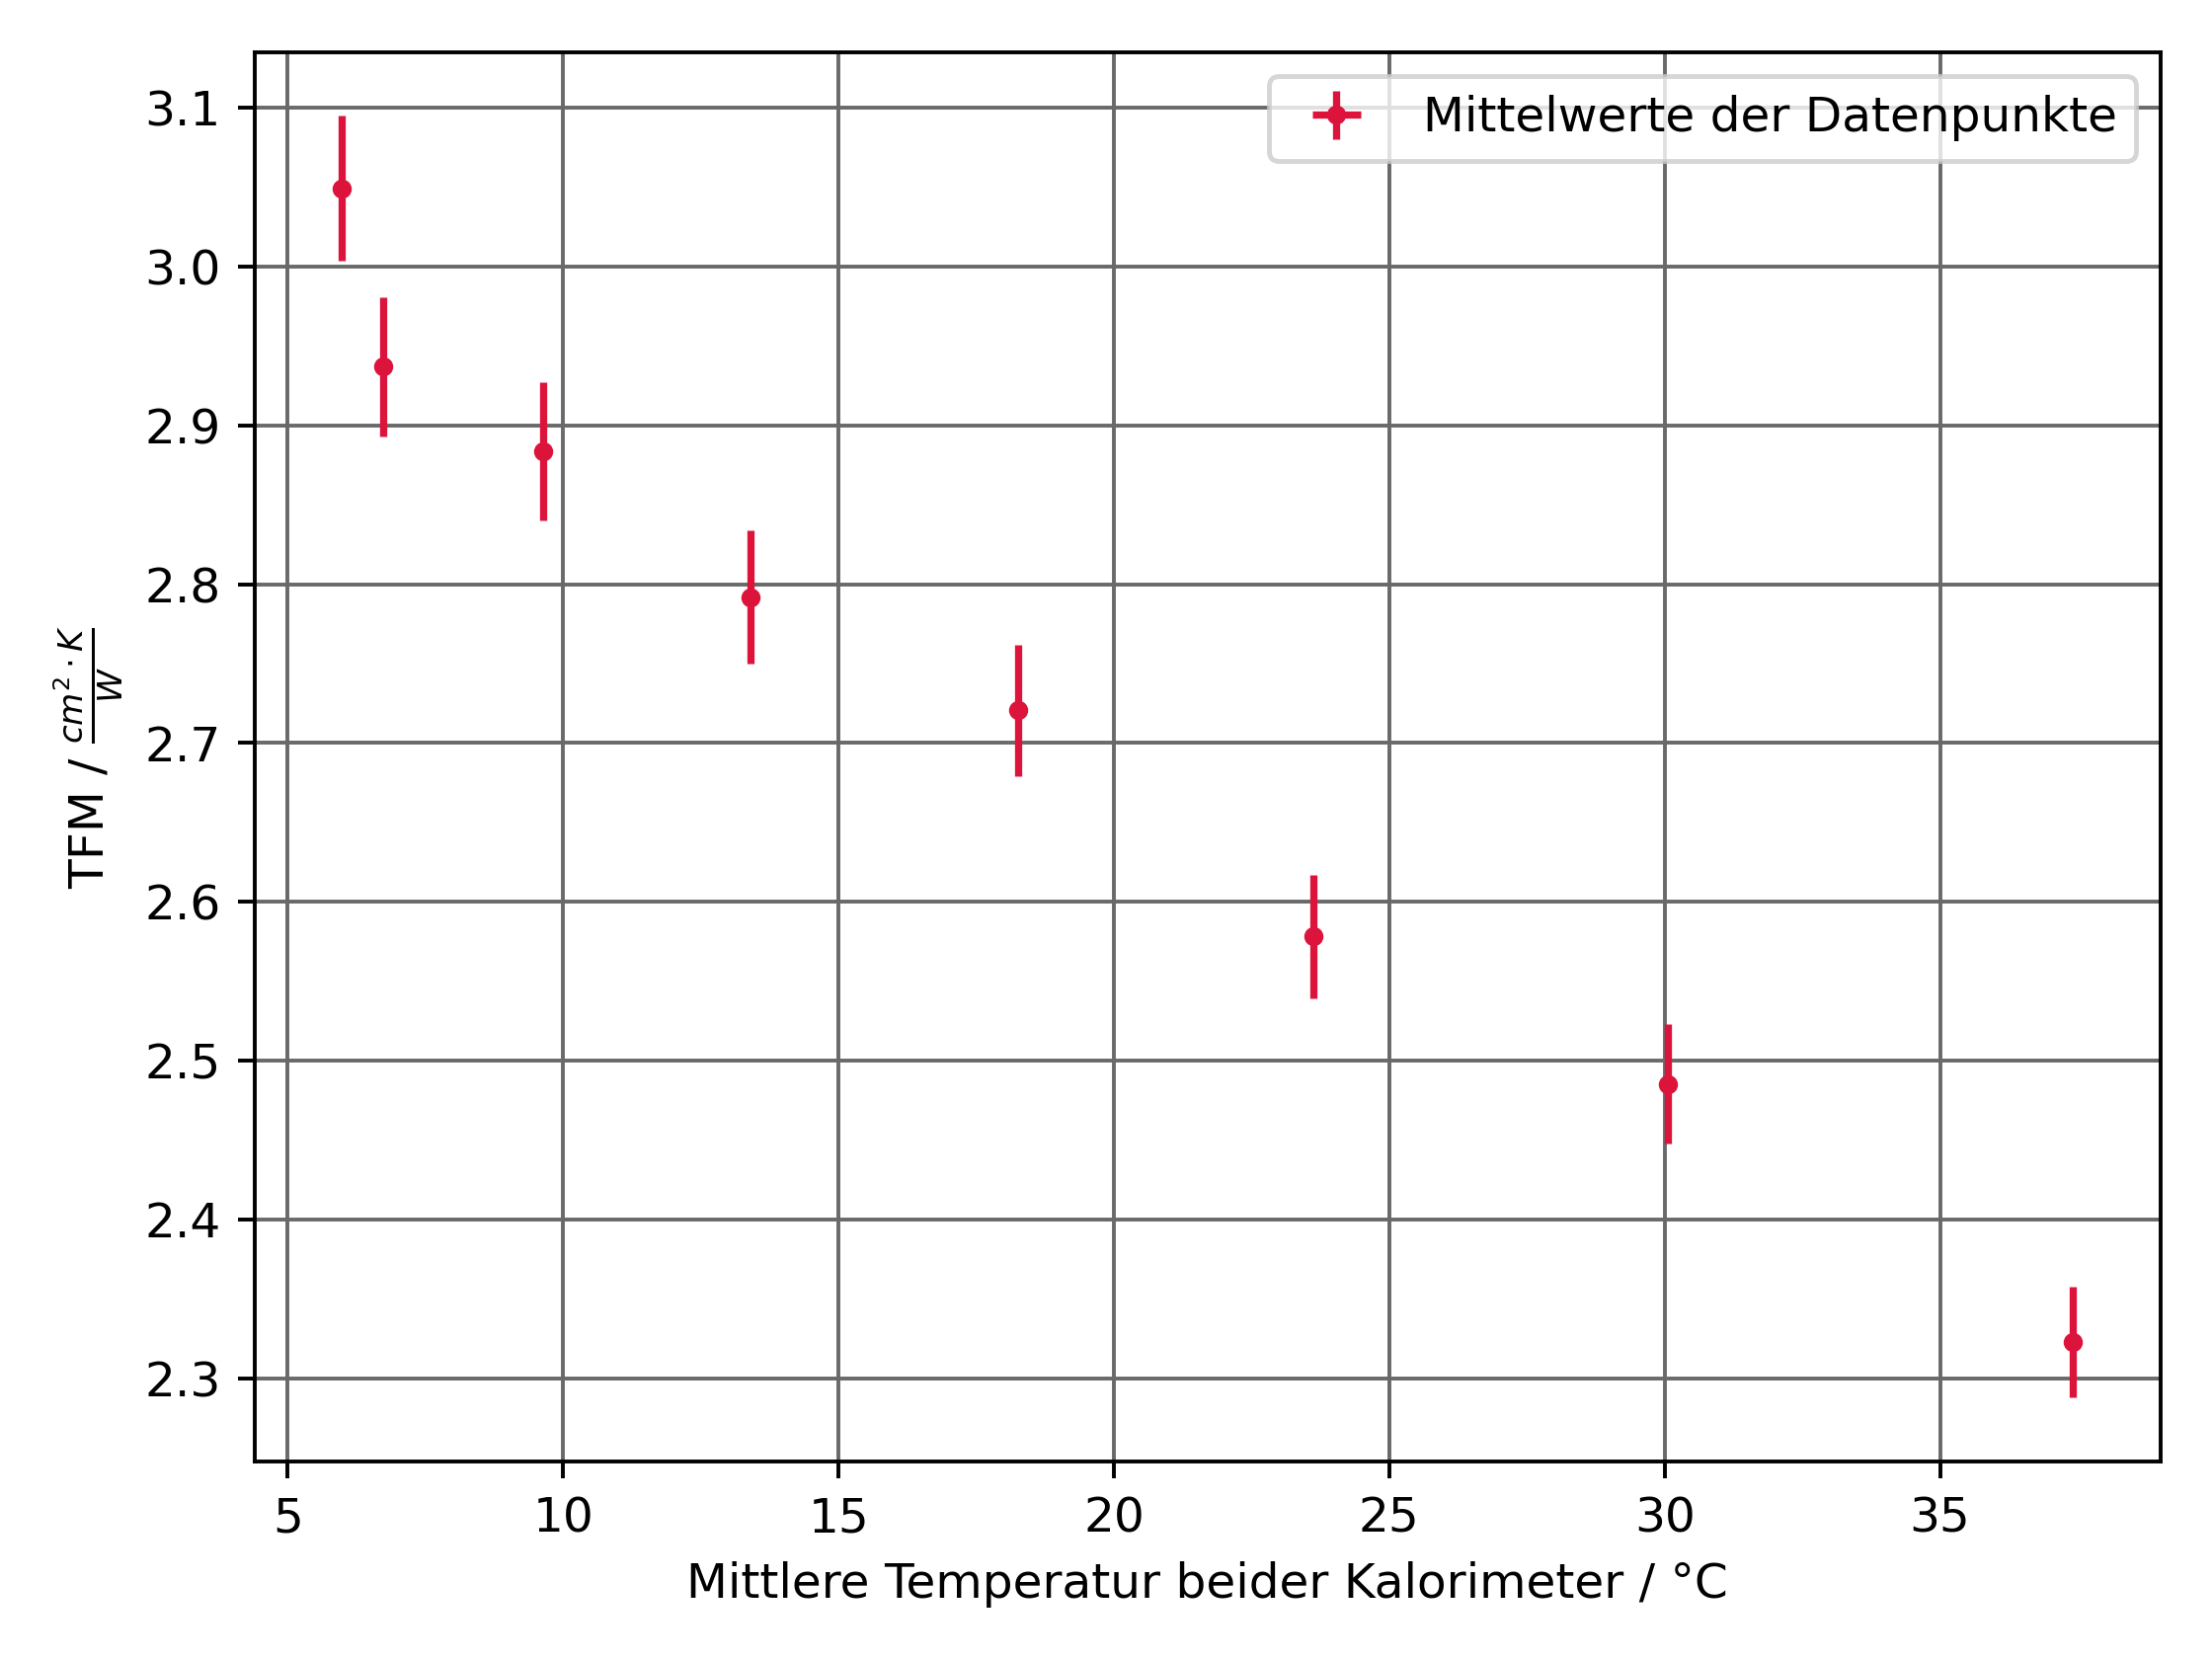 3.1
3.0
2.9
2.8
2.7
2.6
2.5
2.4
2.3
TFM / cm² · K / W
Mittelwerte der Datenpunkte
5 10 15 20 25 30 35
Mittlere Temperatur beider Kalorimeter / °C